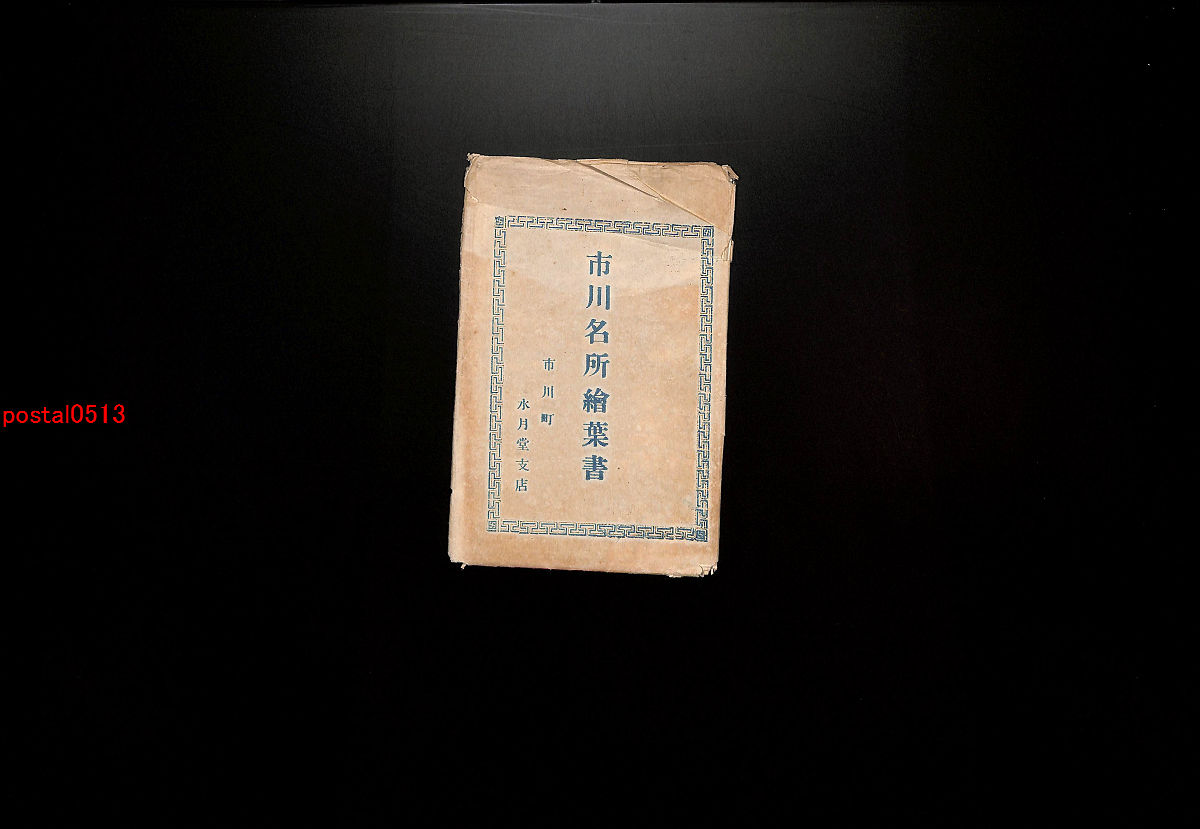 市川名所繪葉書
市川町
水月堂支店
postal0513